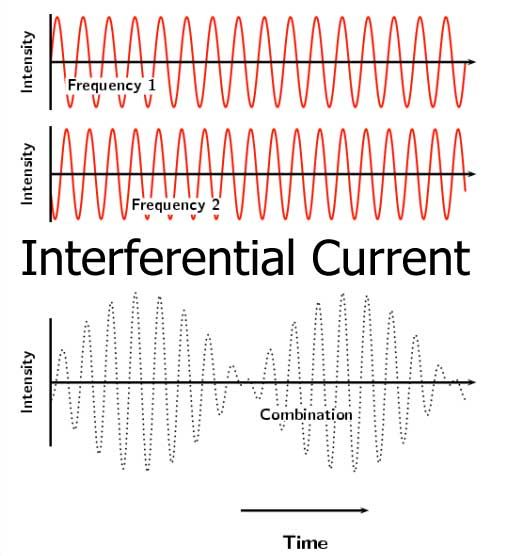 Intensity
Frequency 1
Intensity
Frequency 2
Interferential Current
Intensity
Combination
Time